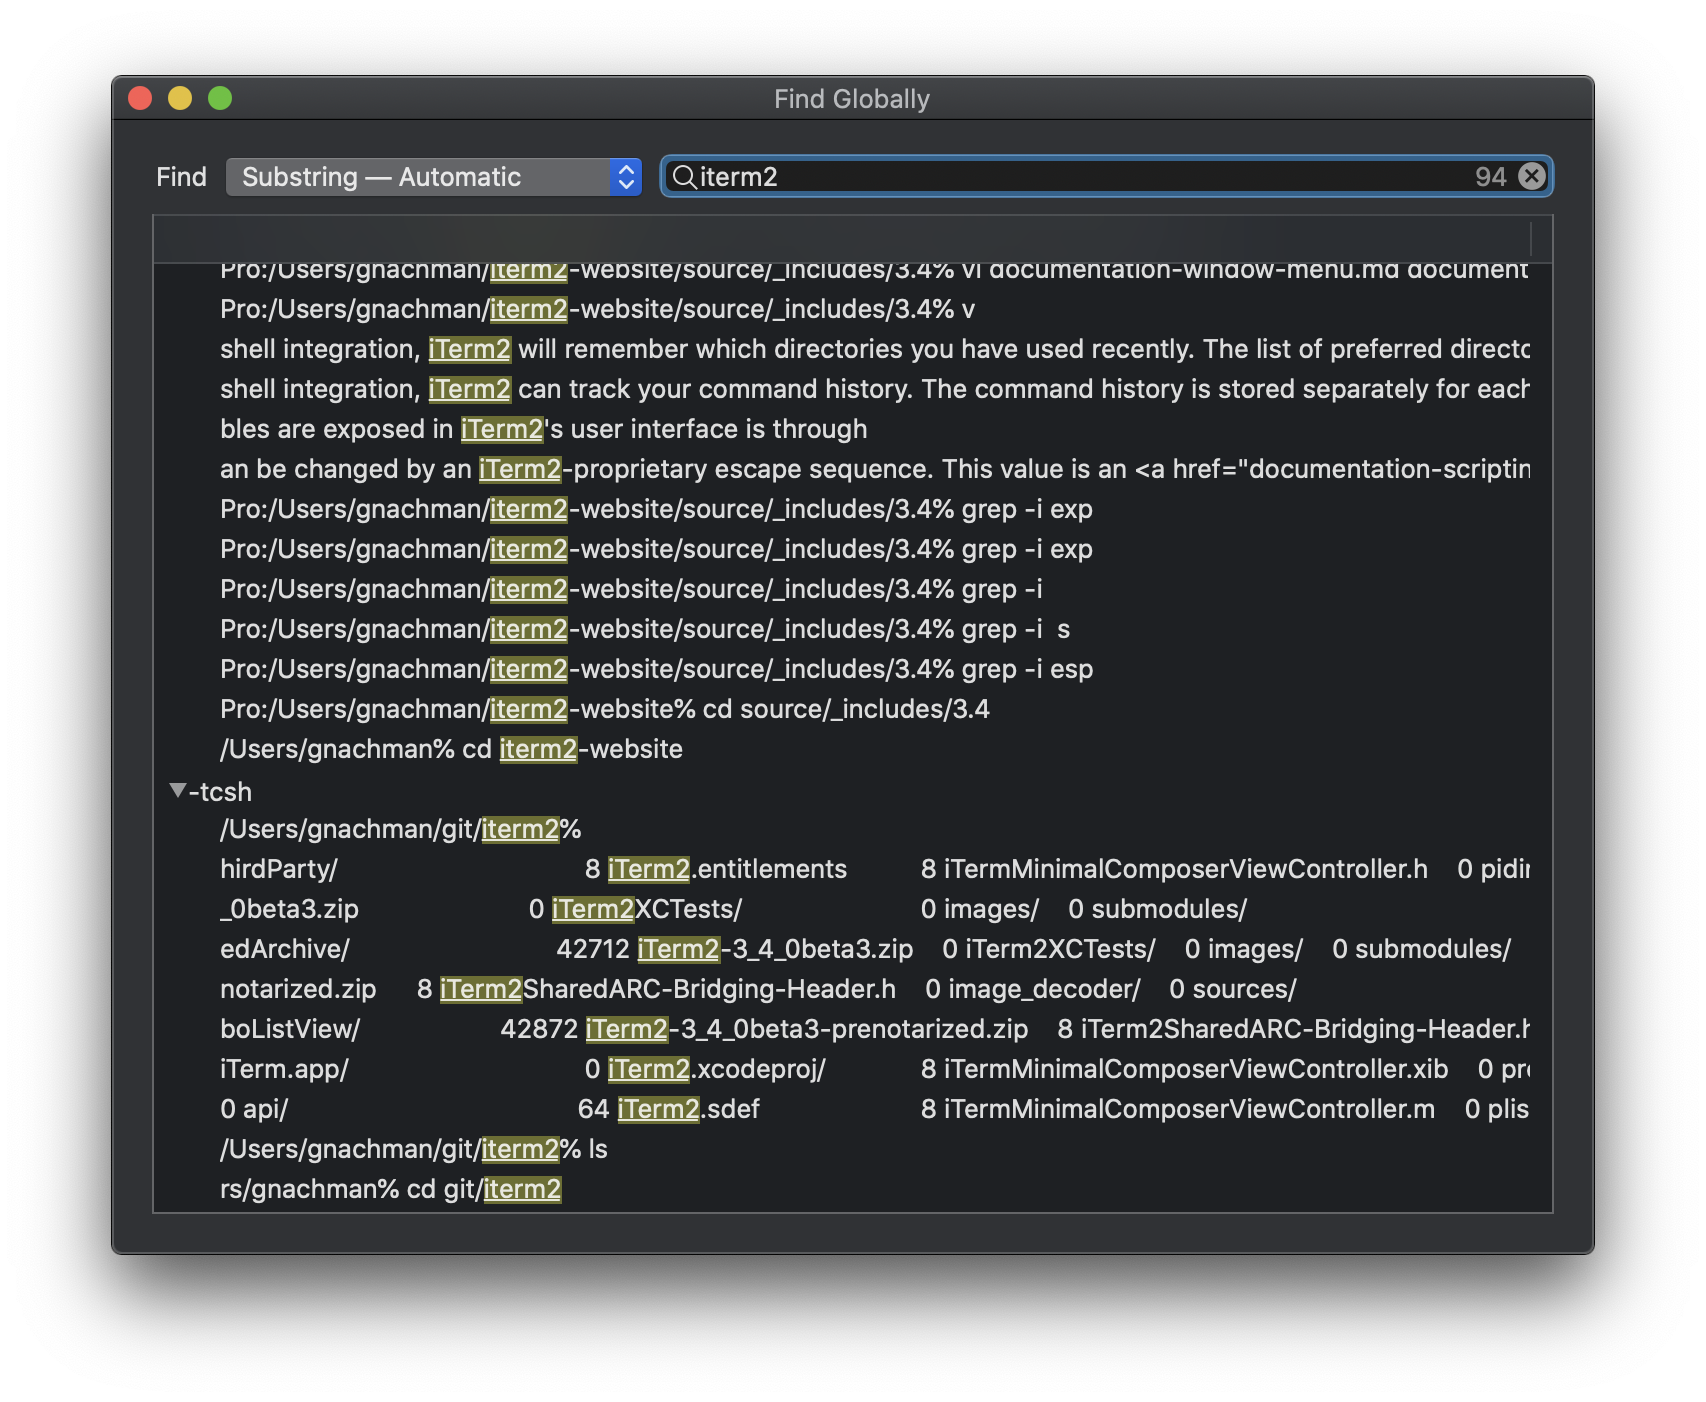 Find Globally
Find Substring — Automatic iterm2 94
Pro:/Users/gnachman/iterm2-website/source/_includes/3.4% vi documentation-window-menu.md document
Pro:/Users/gnachman/iterm2-website/source/_includes/3.4% v
shell integration, iTerm2 will remember which directories you have used recently. The list of preferred directo
shell integration, iTerm2 can track your command history. The command history is stored separately for each
bles are exposed in iTerm2's user interface is through
an be changed by an iTerm2-proprietary escape sequence. This value is an <a href="documentation-scriptin
Pro:/Users/gnachman/iterm2-website/source/_includes/3.4% grep -i exp
Pro:/Users/gnachman/iterm2-website/source/_includes/3.4% grep -i exp
Pro:/Users/gnachman/iterm2-website/source/_includes/3.4% grep -i
Pro:/Users/gnachman/iterm2-website/source/_includes/3.4% grep -i  s
Pro:/Users/gnachman/iterm2-website/source/_includes/3.4% grep -i esp
Pro:/Users/gnachman/iterm2-website% cd source/_includes/3.4
/Users/gnachman% cd iterm2-website
-tcsh
/Users/gnachman/git/iterm2%
hirdParty/ 8 iTerm2.entitlements 8 iTermMinimalComposerViewController.h 0 pidin
_0beta3.zip 0 iTerm2XCTests/ 0 images/ 0 submodules/
edArchive/ 42712 iTerm2-3_4_0beta3.zip 0 iTerm2XCTests/ 0 images/ 0 submodules/
notarized.zip 8 iTerm2SharedARC-Bridging-Header.h 0 image_decoder/ 0 sources/
boListView/ 42872 iTerm2-3_4_0beta3-prenotarized.zip 8 iTerm2SharedARC-Bridging-Header.h
iTerm.app/ 0 iTerm2.xcodeproj/ 8 iTermMinimalComposerViewController.xib 0 pro
0 api/ 64 iTerm2.sdef 8 iTermMinimalComposerViewController.m 0 plis
/Users/gnachman/git/iterm2% ls
rs/gnachman% cd git/iterm2